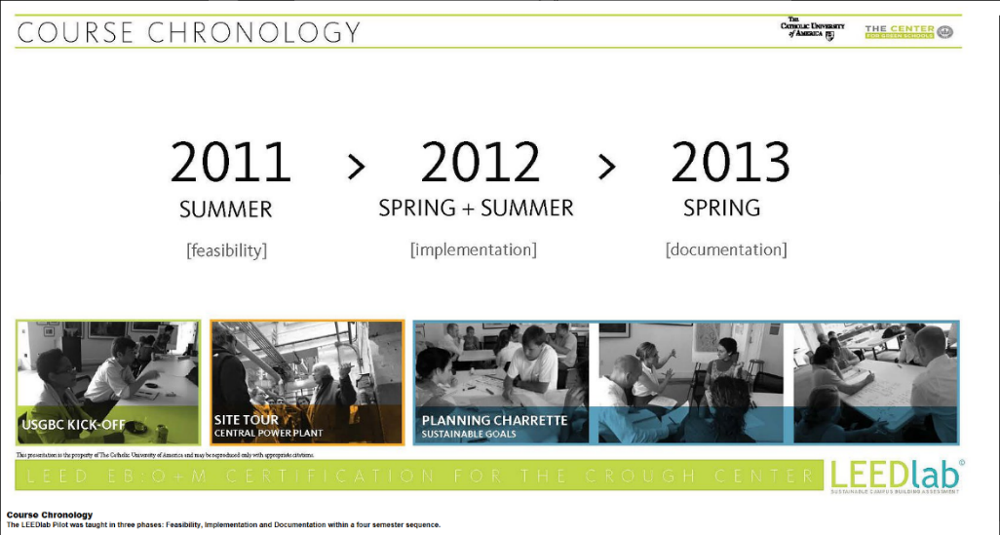 COURSE CHRONOLOGY
THE
CATHOLIC UNIVERSITY
of AMERICA
THE CENTER
FOR GREEN SCHOOLS
2011 > 2012 > 2013
SUMMER SPRING + SUMMER SPRING
[feasibility] [implementation] [documentation]
USGBC KICK-OFF
SITE TOUR
CENTRAL POWER PLANT
PLANNING CHARRETTE
SUSTAINABLE GOALS
This presentation is the property of The Catholic University of America and may be reproduced only with appropriate citations.
LEED EB:O+M CERTIFICATION FOR THE CROUGH CENTER
LEEDlab©
SUSTAINABLE CAMPUS BUILDING ASSESSMENT
Course Chronology
The LEEDlab Pilot was taught in three phases: Feasibility, Implementation and Documentation within a four semester sequence.